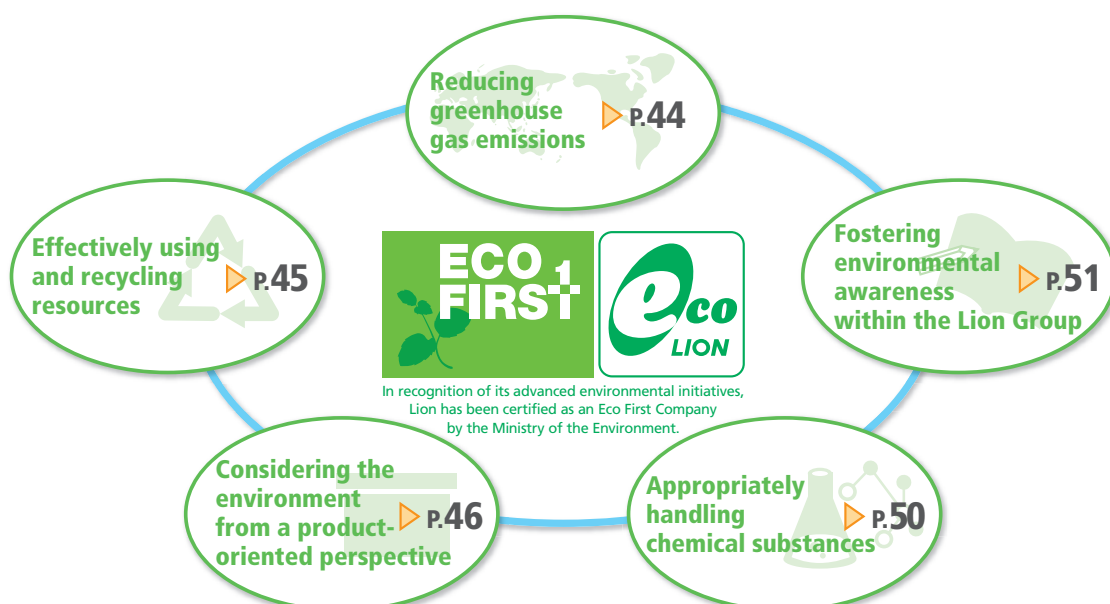 Reducing
greenhouse
gas emissions
P.44
Effectively using
and recycling
resources
P.45
ECO
FIRST
1
eco
LION
In recognition of its advanced environmental initiatives,
Lion has been certified as an Eco First Company
by the Ministry of the Environment.
Fostering
environmental
awareness
within the Lion Group
P.51
Considering the
environment
from a product-
oriented perspective
P.46
Appropriately
handling
chemical substances
P.50